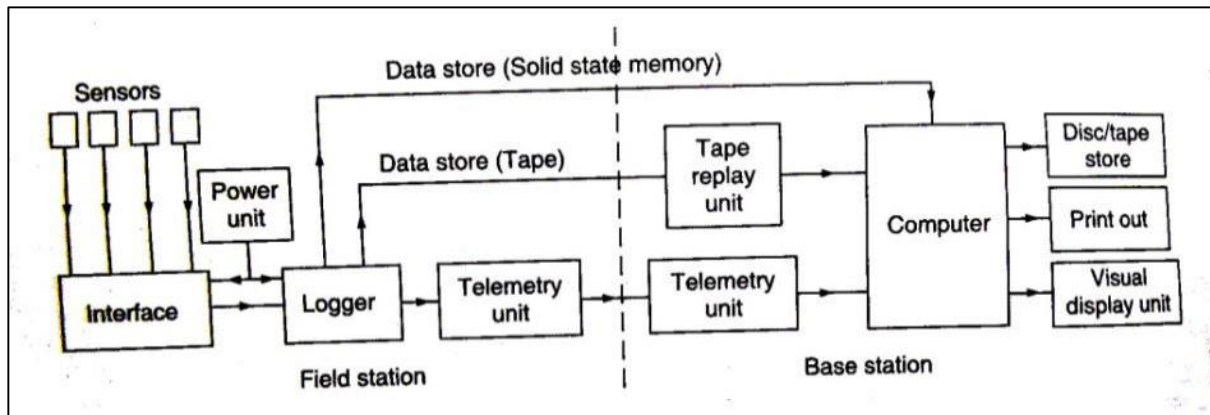 Data store (Solid state memory)
Sensors
Data store (Tape)
Power
unit
Tape
replay
unit
Computer
Disc/tape
store
Print out
Visual
display unit
Interface
Logger
Telemetry
unit
Telemetry
unit
Field station
Base station